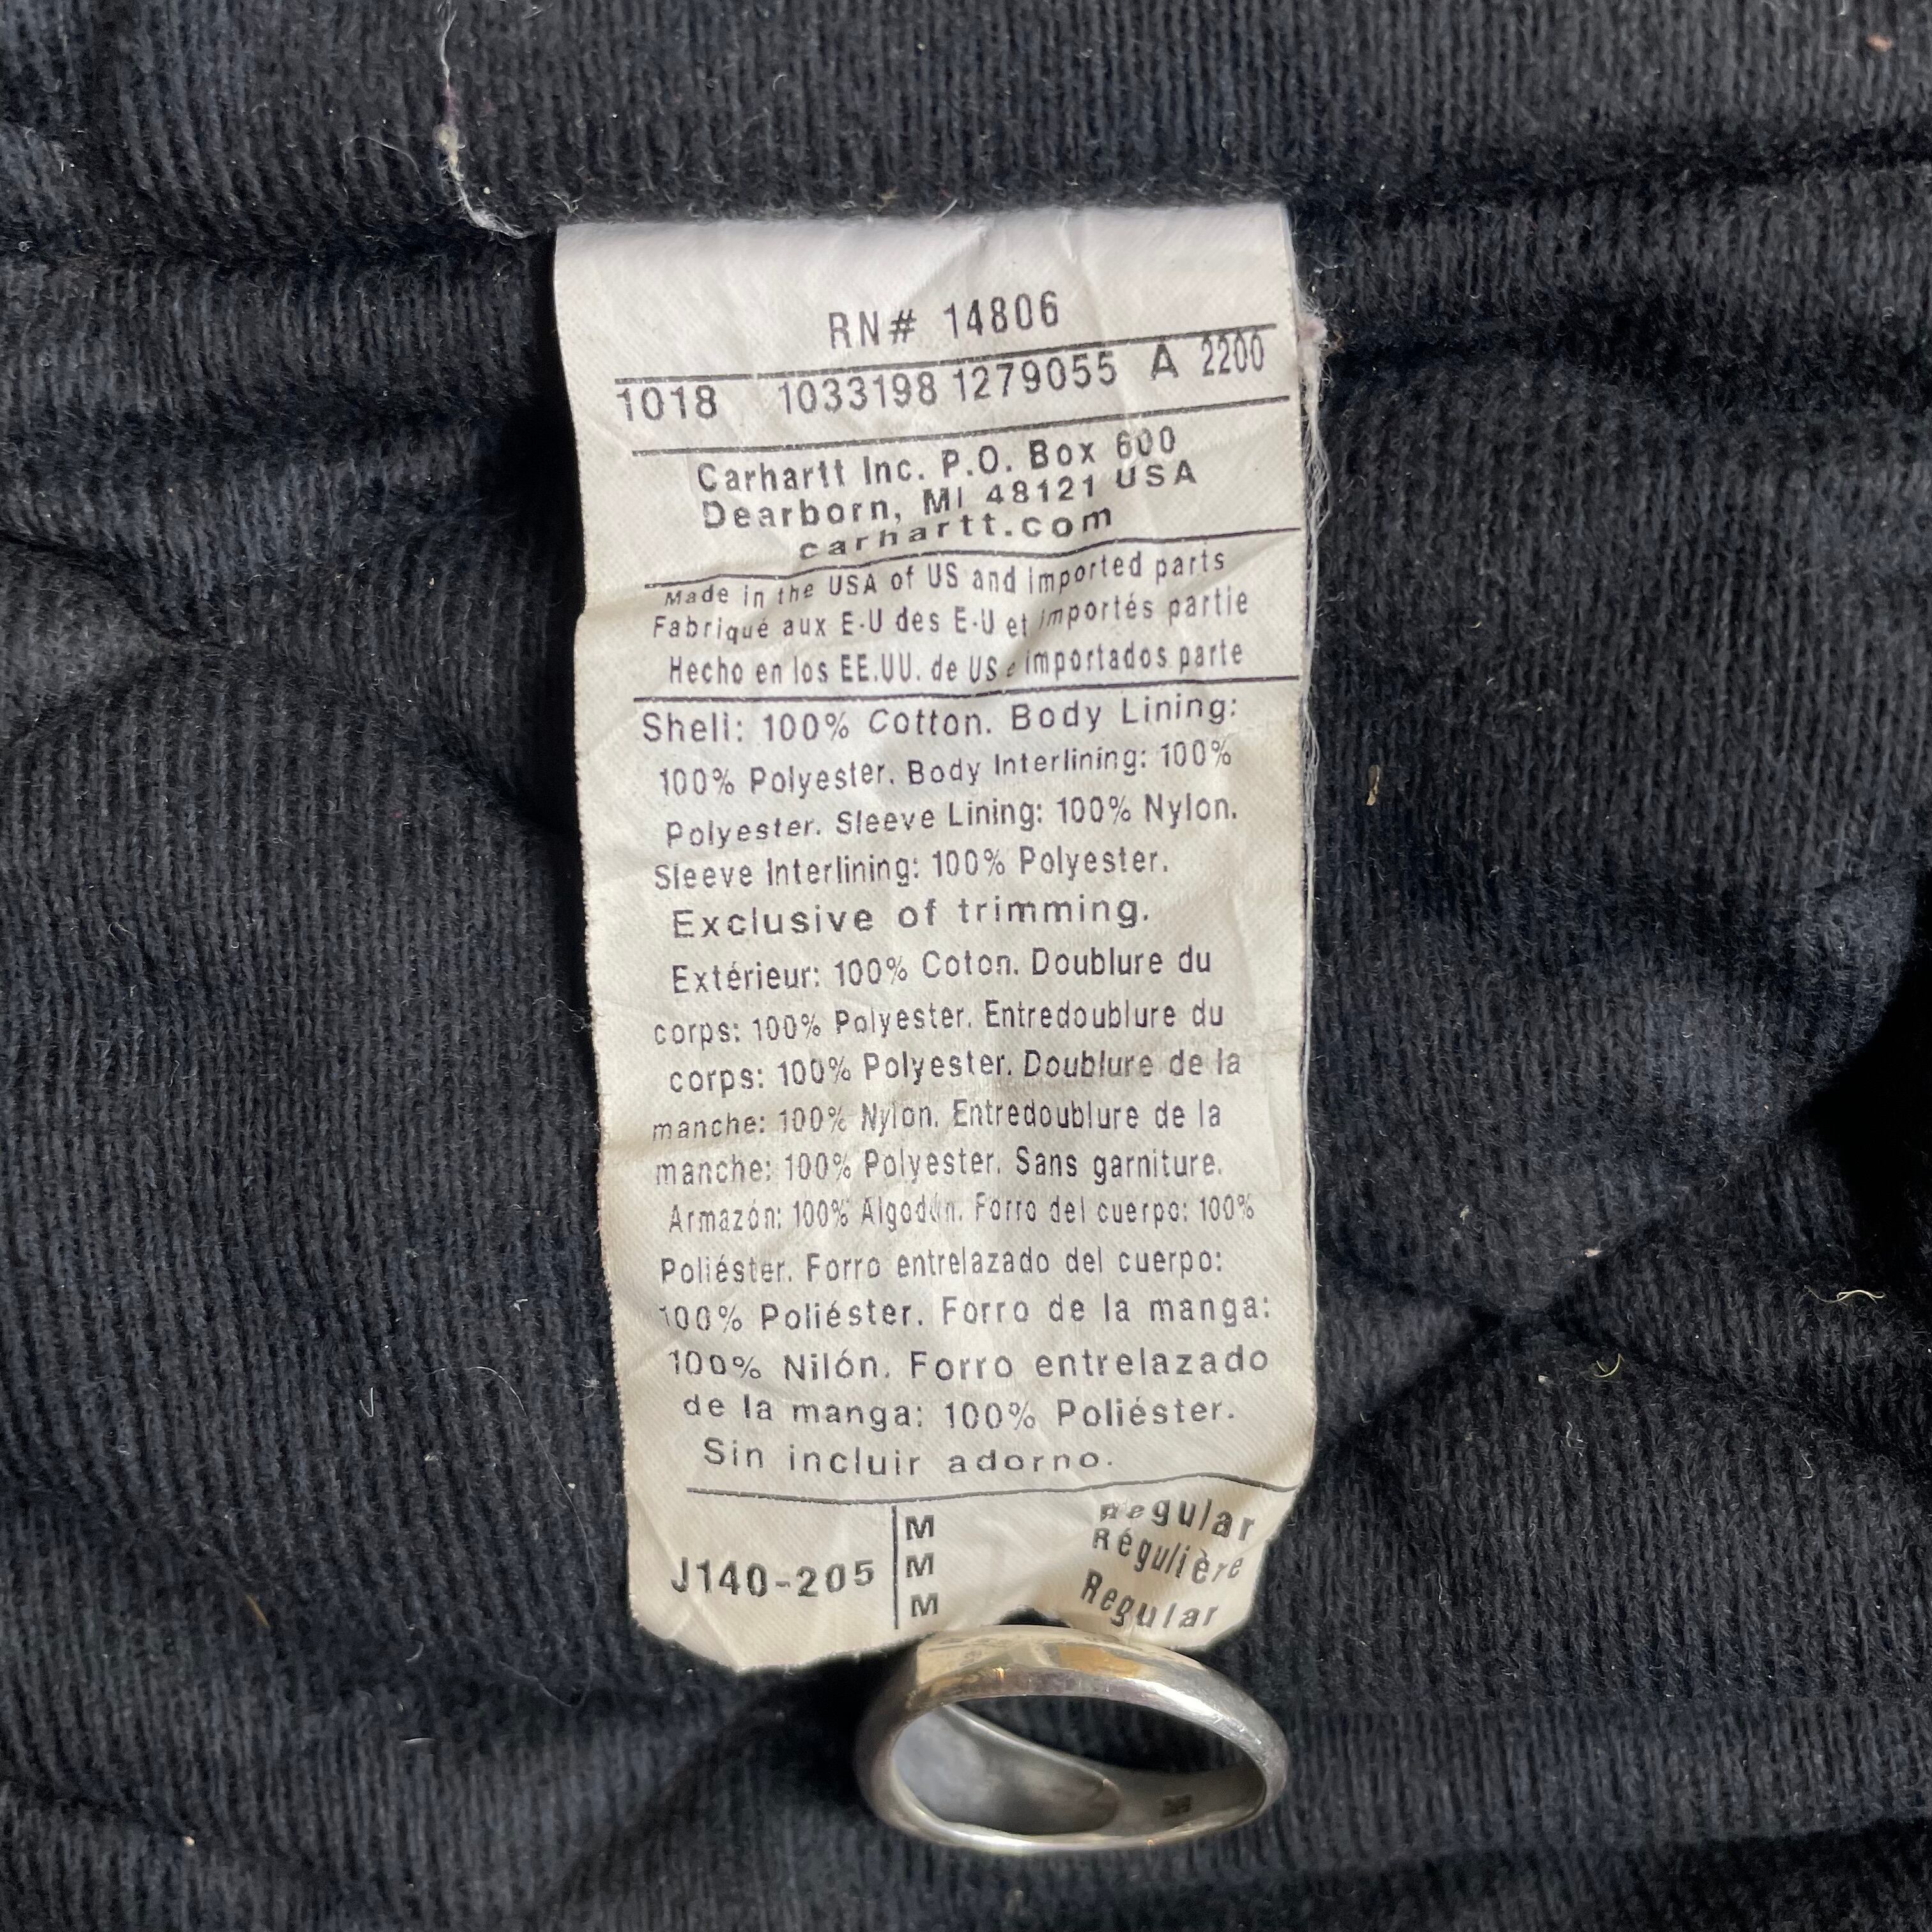 RN# 14806
1018 1033198 1279055 A 2200
Carhartt Inc. P.O. Box 600
Dearborn, MI 48121 USA
carhartt.com
Made in the USA of US and imported parts
Fabriqué aux E-U des E-U et importés partie
Hecho en los EE.UU. de US e importados parte
Shell: 100% Cotton. Body Lining:
100% Polyester. Body Interlining: 100%
Polyester. Sleeve Lining: 100% Nylon.
Sleeve Interlining: 100% Polyester.
Exclusive of trimming.
Extérieur: 100% Coton. Doublure du
corps: 100% Polyester. Entredoublure du
corps: 100% Polyester. Doublure de la
manche: 100% Nylon. Entredoublure de la
manche: 100% Polyester. Sans garniture.
Armazón: 100% Algodón. Forro del cuerpo: 100%
Poliéster. Forro entrelazado del cuerpo:
100% Poliéster. Forro de la manga:
100% Nilón. Forro entrelazado
de la manga: 100% Poliéster.
Sin incluir adorno.
J140-205
M Regular
M Régulière
M Regular